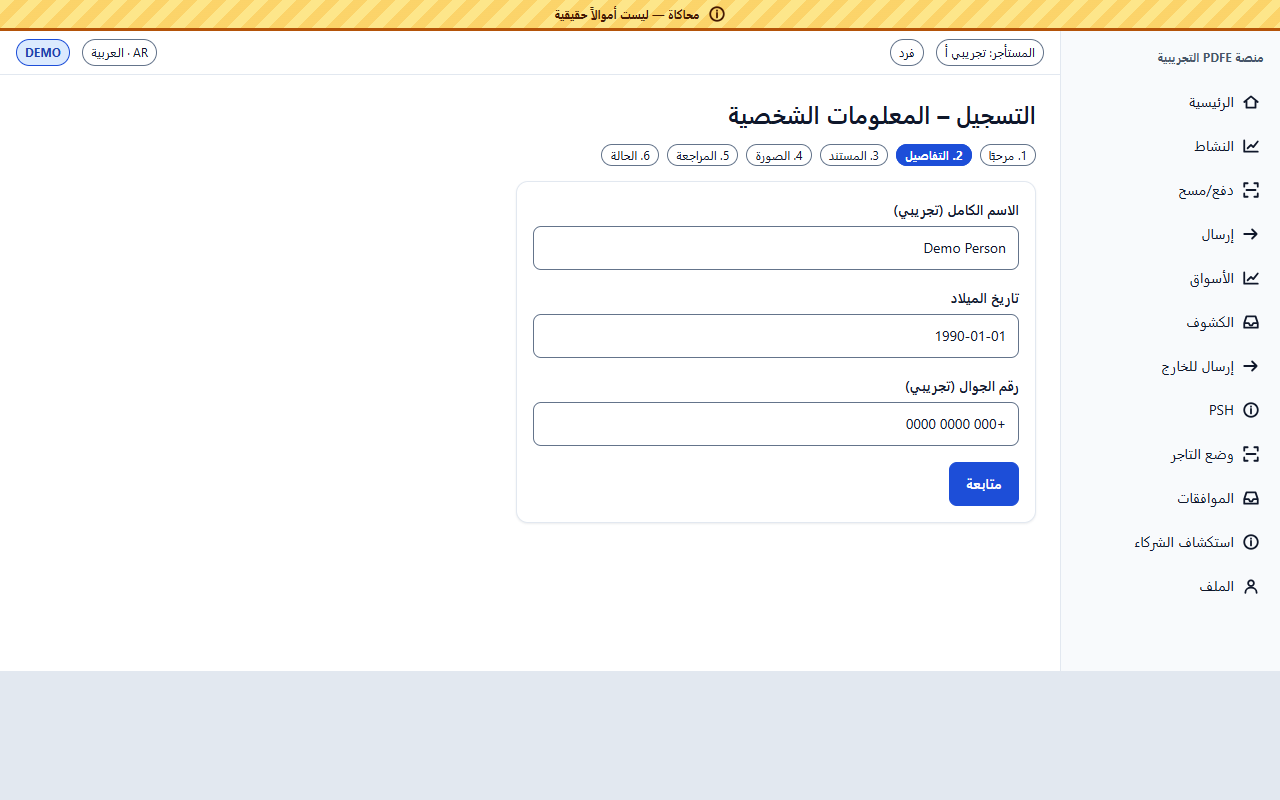 محاكاة — ليست أموالاً حقيقية
منصة PDFE التجريبية
الرئيسية
النشاط
دفع/مسح
إرسال
الأسواق
الكشوف
إرسال للخارج
PSH
وضع التاجر
الموافقات
استكشاف الشركاء
الملف
المستأجر: تجريبي أ
فرد
AR · العربية
DEMO
التسجيل – المعلومات الشخصية
1. مرحبًا
2. التفاصيل
3. المستند
4. الصورة
5. المراجعة
6. الحالة
الاسم الكامل (تجريبي)
Demo Person
تاريخ الميلاد
1990-01-01
رقم الجوال (تجريبي)
+000 0000 0000
متابعة